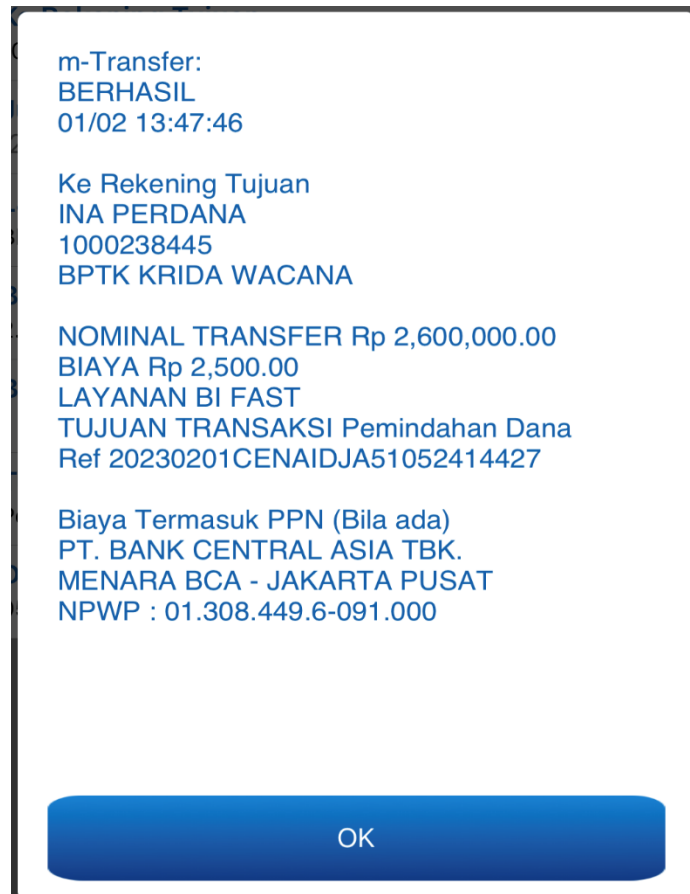 m-Transfer:
BERHASIL
01/02 13:47:46
Ke Rekening Tujuan
INA PERDANA
1000238445
BPTK KRIDA WACANA
NOMINAL TRANSFER Rp 2,600,000.00
BIAYA Rp 2,500.00
LAYANAN BI FAST
TUJUAN TRANSAKSI Pemindahan Dana
Ref 20230201CENAIDJA51052414427
Biaya Termasuk PPN (Bila ada)
PT. BANK CENTRAL ASIA TBK.
MENARA BCA - JAKARTA PUSAT
NPWP : 01.308.449.6-091.000
OK